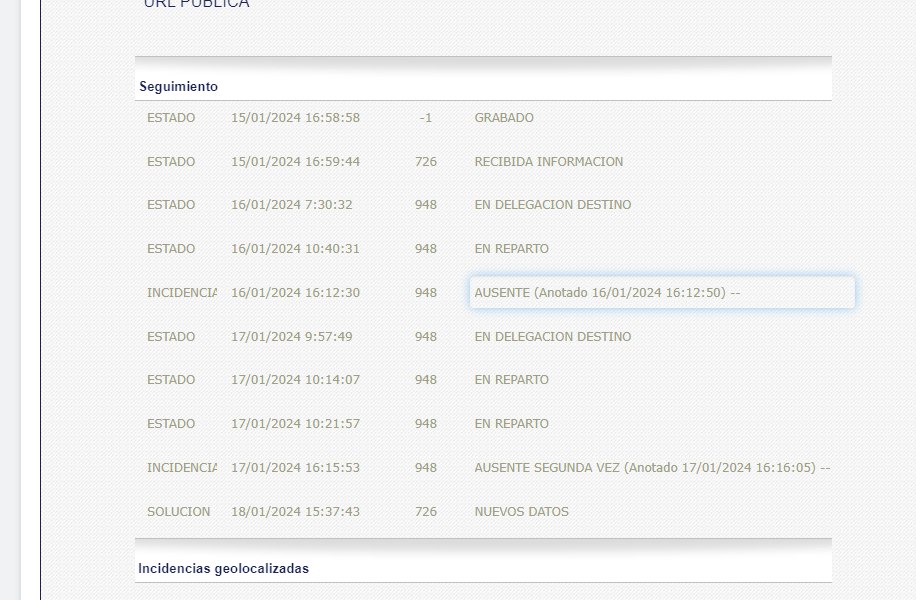 URL PUBLICA
Seguimiento
ESTADO 15/01/2024 16:58:58 -1 GRABADO
ESTADO 15/01/2024 16:59:44 726 RECIBIDA INFORMACION
ESTADO 16/01/2024 7:30:32 948 EN DELEGACION DESTINO
ESTADO 16/01/2024 10:40:31 948 EN REPARTO
INCIDENCIA 16/01/2024 16:12:30 948 AUSENTE (Anotado 16/01/2024 16:12:50) --
ESTADO 17/01/2024 9:57:49 948 EN DELEGACION DESTINO
ESTADO 17/01/2024 10:14:07 948 EN REPARTO
ESTADO 17/01/2024 10:21:57 948 EN REPARTO
INCIDENCIA 17/01/2024 16:15:53 948 AUSENTE SEGUNDA VEZ (Anotado 17/01/2024 16:16:05) --
SOLUCION 18/01/2024 15:37:43 726 NUEVOS DATOS
Incidencias geolocalizadas